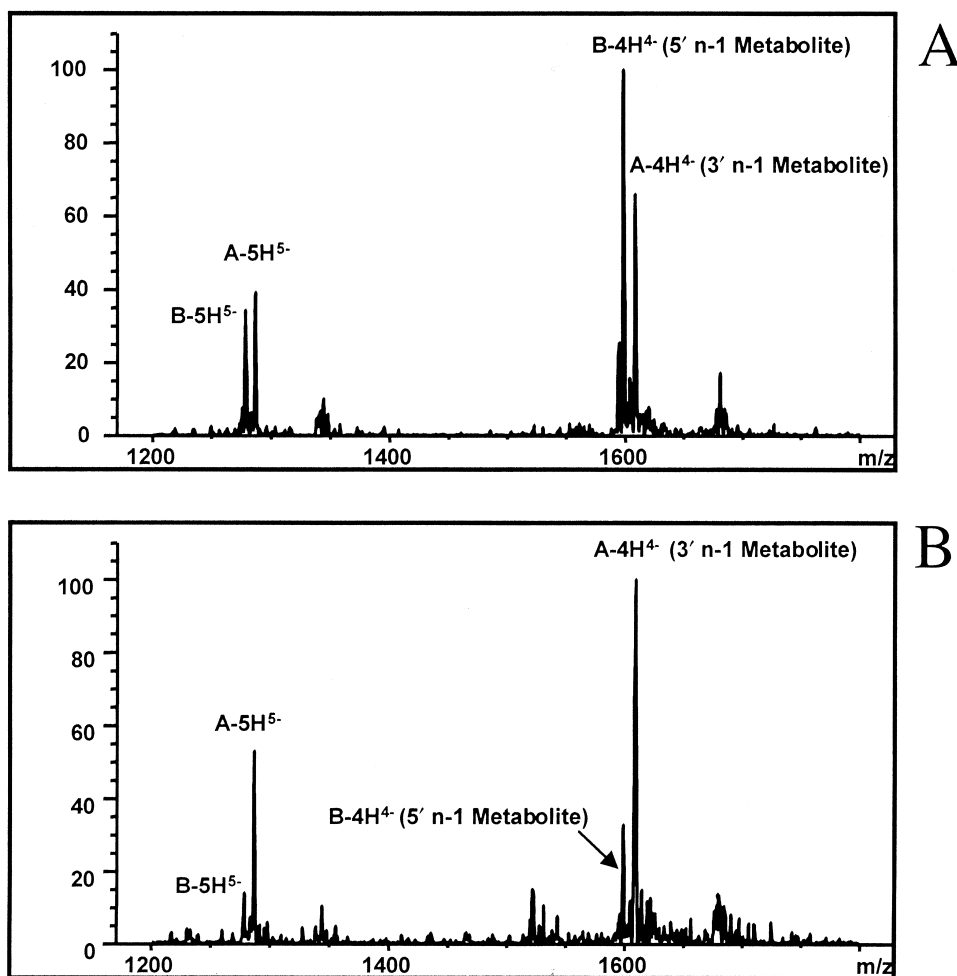 A
B-4H⁴⁻ (5′ n-1 Metabolite)
100
80
A-4H⁴⁻ (3′ n-1 Metabolite)
60
A-5H⁵⁻
40
B-5H⁵⁻
20
0
1200 1400 1600 m/z
B
A-4H⁴⁻ (3′ n-1 Metabolite)
100
80
A-5H⁵⁻
60
B-4H⁴⁻ (5′ n-1 Metabolite)
40
B-5H⁵⁻
20
0
1200 1400 1600 m/z